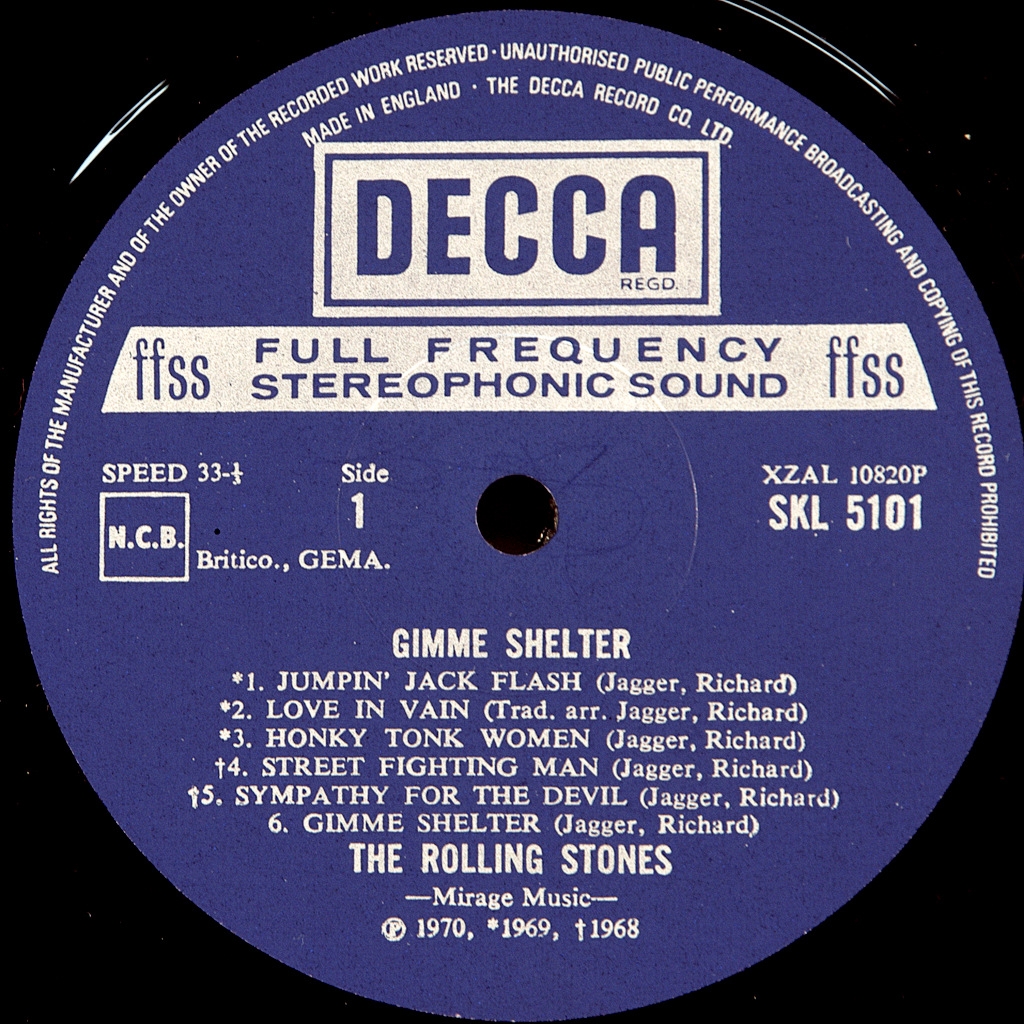 ALL RIGHTS OF THE MANUFACTURER AND OF THE OWNER OF THE RECORDED WORK RESERVED · UNAUTHORISED PUBLIC PERFORMANCE BROADCASTING AND COPYING OF THIS RECORD PROHIBITED
MADE IN ENGLAND · THE DECCA RECORD CO. LTD.
DECCA
REGD.
ffss FULL FREQUENCY STEREOPHONIC SOUND ffss
SPEED 33-⅓ Side XZAL 10820P
1 SKL 5101
N.C.B.
Britico., GEMA.
GIMME SHELTER
*1. JUMPIN' JACK FLASH (Jagger, Richard)
*2. LOVE IN VAIN (Trad. arr. Jagger, Richard)
*3. HONKY TONK WOMEN (Jagger, Richard)
†4. STREET FIGHTING MAN (Jagger, Richard)
†5. SYMPATHY FOR THE DEVIL (Jagger, Richard)
6. GIMME SHELTER (Jagger, Richard)
THE ROLLING STONES
—Mirage Music—
℗ 1970, *1969, †1968